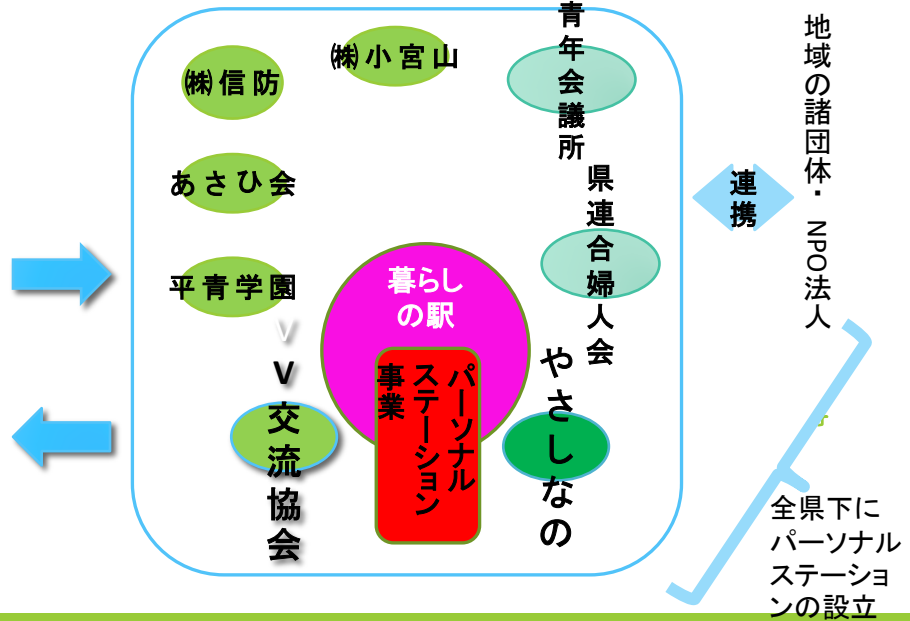 ㈱信防
㈱小宮山
青年会議所
あさひ会
県連合婦人会
平青学園
暮らし
の駅
パーソナル
ステーション
事業
V
V交流協会
やさしなの
連携
地域の諸団体・NPO法人
全県下に
パーソナル
ステーショ
ンの設立